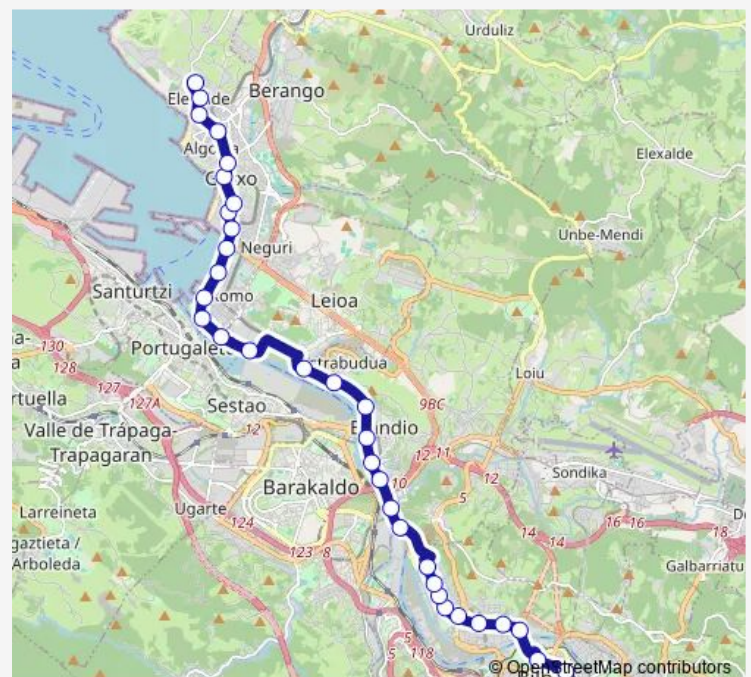 Urduliz
Berango
Elexalde
Unbe-Mendi
Neguri
Santurtzi
Leioa
130
128
127
127A
Loiu
Sestao
9BC
Valle de Trápaga-
Trapagaran
12
12
11
Sondika
Barakaldo
10
12
5
Larreineta
Ugarte
124
14
14
16
16
18
123
8
Arboleda
Galbarriatu
5
5
118
© OpenStreetMap contributors